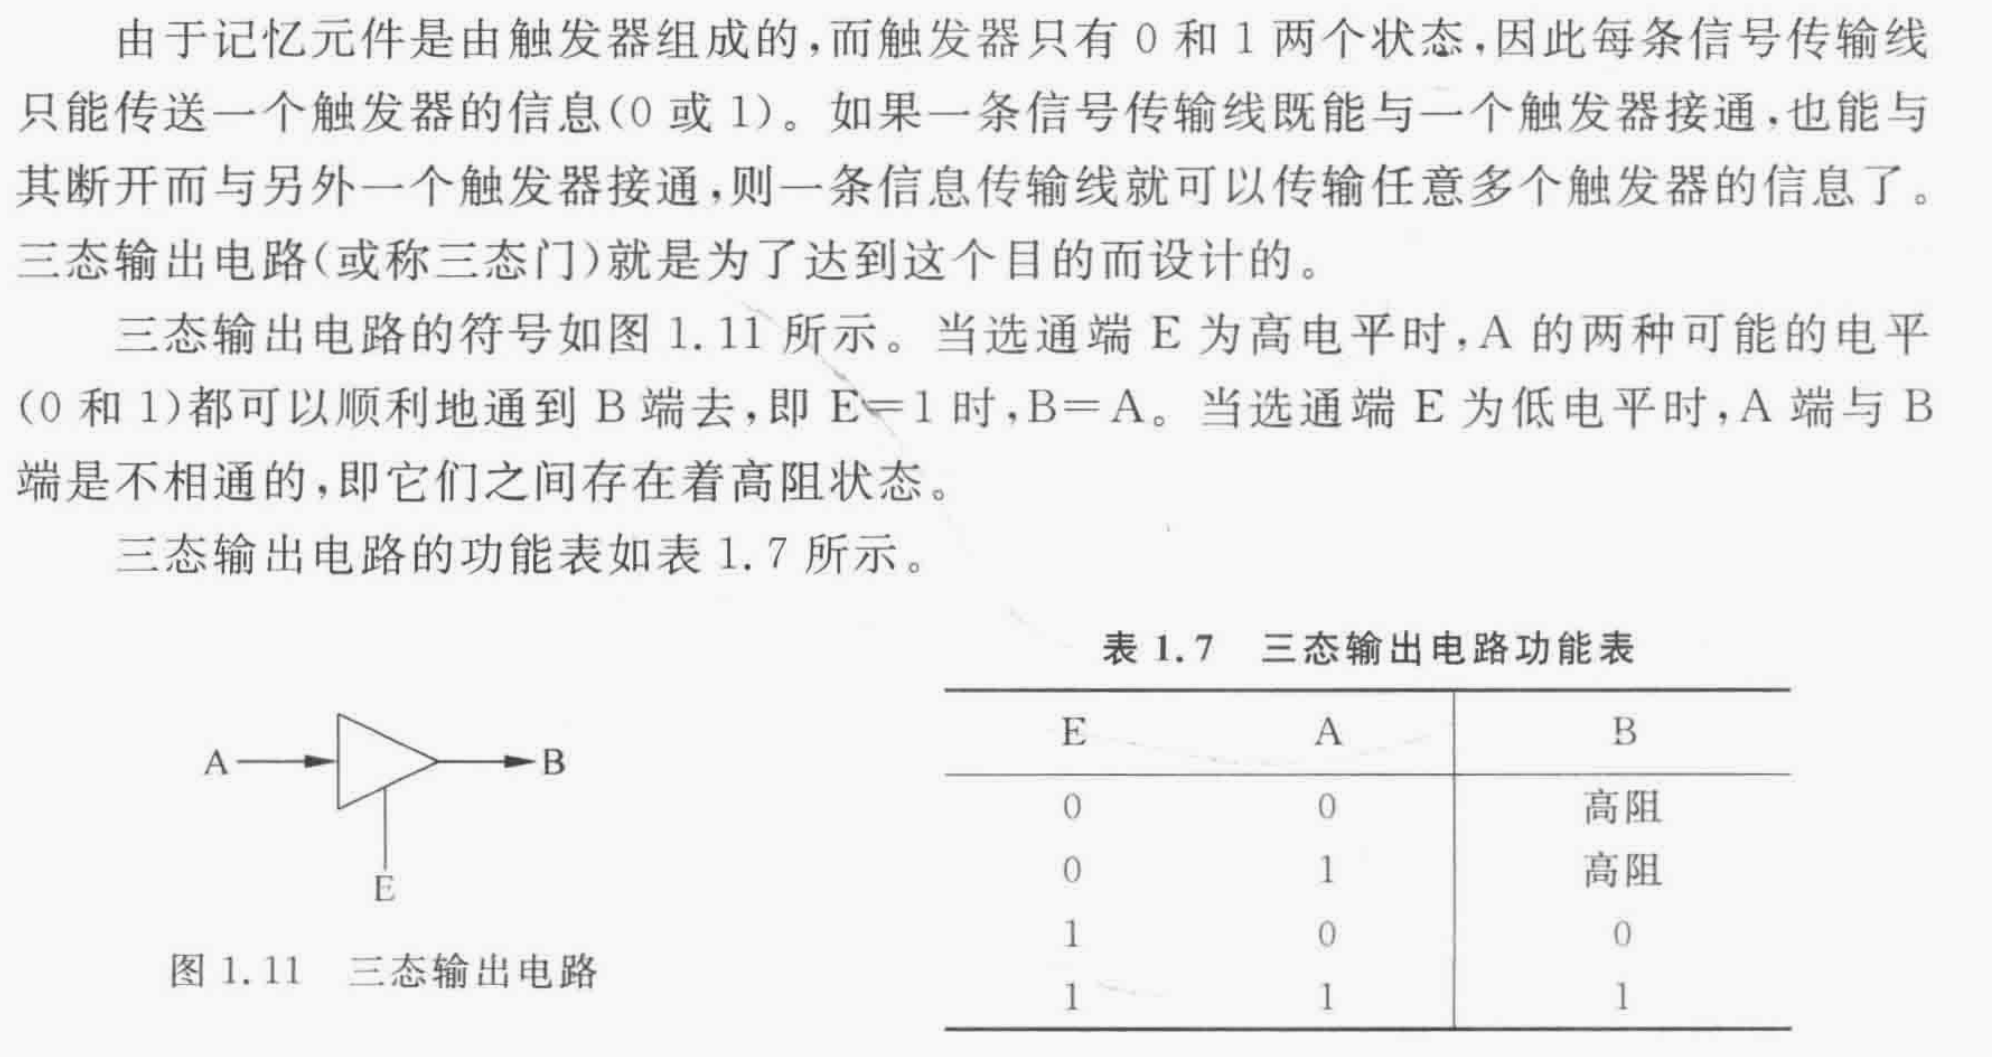 由于记忆元件是由触发器组成的,而触发器只有 0 和 1 两个状态,因此每条信号传输线
只能传送一个触发器的信息(0 或 1)。如果一条信号传输线既能与一个触发器接通,也能与
其断开而与另外一个触发器接通,则一条信息传输线就可以传输任意多个触发器的信息了。
三态输出电路(或称三态门)就是为了达到这个目的而设计的。
三态输出电路的符号如图 1.11 所示。当选通端 E 为高电平时,A 的两种可能的电平
(0 和 1)都可以顺利地通到 B 端去,即 E=1 时,B=A。当选通端 E 为低电平时,A 端与 B
端是不相通的,即它们之间存在着高阻状态。
三态输出电路的功能表如表 1.7 所示。
A B
E
图 1.11 三态输出电路
表 1.7 三态输出电路功能表
E A B
0 0 高阻
0 1 高阻
1 0 0
1 1 1